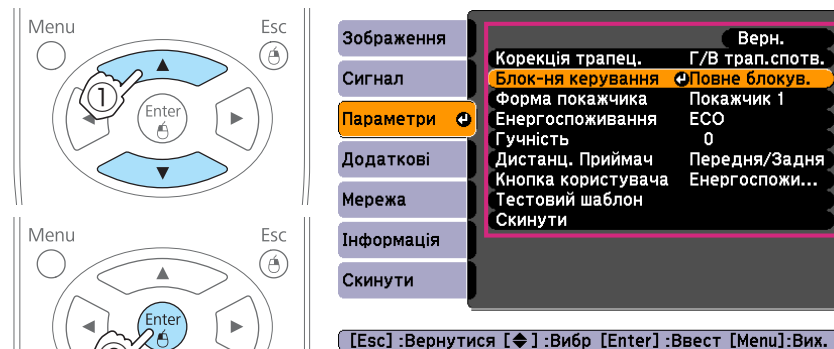 Menu
Esc
Enter
1
Menu
Esc
Enter
Зображення
Сигнал
Параметри
Додаткові
Мережа
Інформація
Скинути
Верн.
Корекція трапец. Г/В трап.спотв.
Блок-ня керування Повне блокув.
Форма покажчика Покажчик 1
Енергоспоживання ECO
Гучність 0
Дистанц. Приймач Передня/Задня
Кнопка користувача Енергоспожи...
Тестовий шаблон
Скинути
[Esc] :Вернутися [◆] :Вибр [Enter] :Ввест [Menu]:Вих.